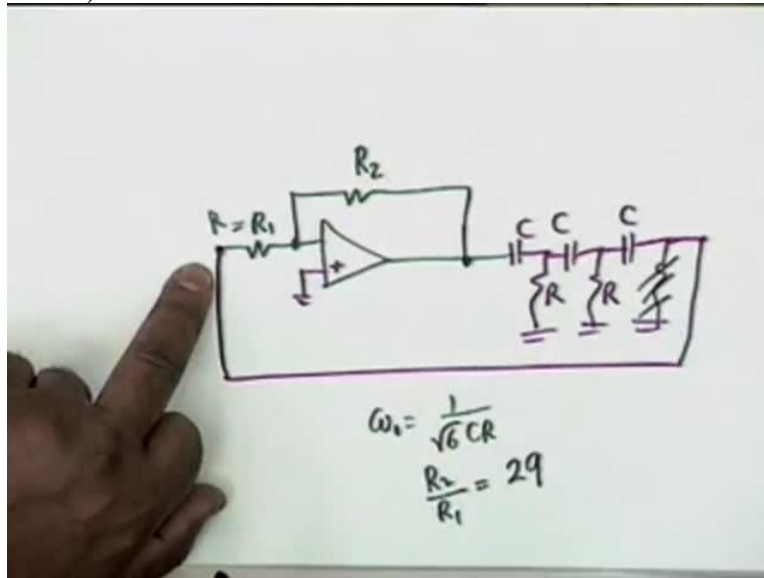 R₂
R = R₁
C C C
+
R R
ω₀ = 1/√6 CR
R₂/R₁ = 29